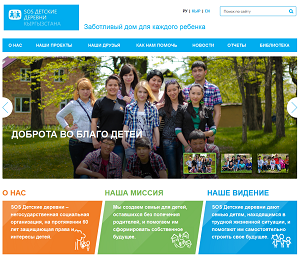 SOS ДЕТСКИЕ
ДЕРЕВНИ
КЫРГЫЗСТАНА
РУ | КЫР | EN
Поиск по сайту
Заботливый дом для каждого ребенка
О НАС НАШИ ПРОЕКТЫ НАШИ ДРУЗЬЯ КАК НАМ ПОМОЧЬ НОВОСТИ ОТЧЕТЫ БИБЛИОТЕКА
ДОБРОТА ВО БЛАГО ДЕТЕЙ
О НАС
SOS Детские деревни –
негосударственная социальная
организация, на протяжении 60
лет защищающая права и
интересы детей.
НАША МИССИЯ
Мы создаем семьи для детей,
оставшихся без попечения
родителей, и помогаем им
сформировать собственное
будущее.
НАШЕ ВИДЕНИЕ
SOS Детские деревни дают
семью детям, находящимся в
трудной жизненной ситуации, и
помогают им самостоятельно
строить свое будущее.